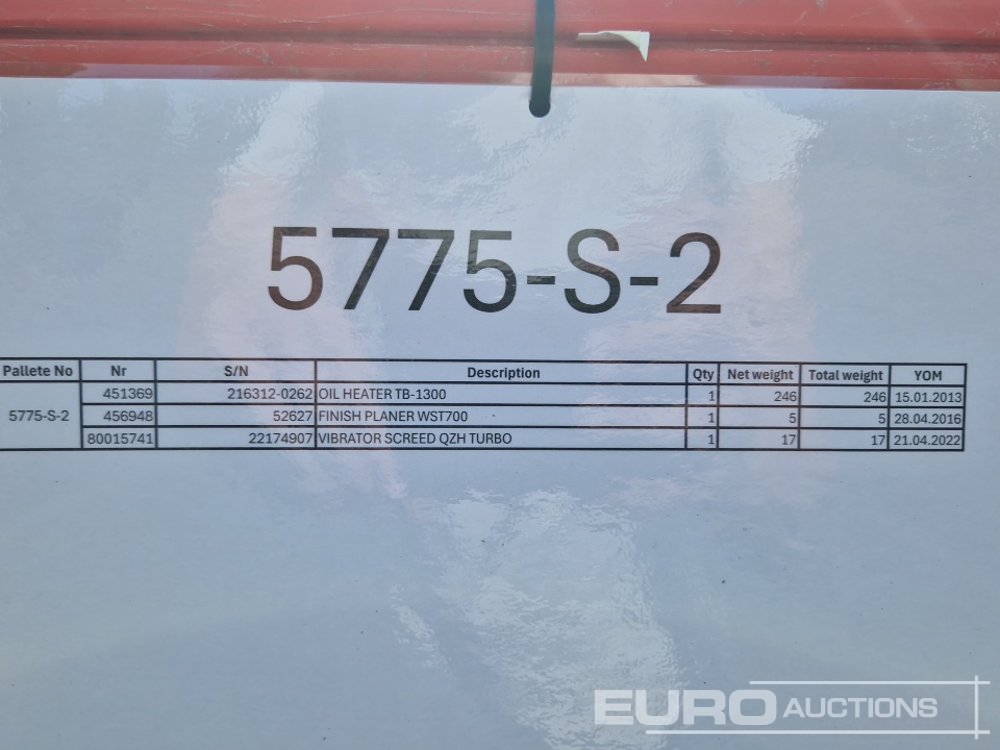 5775-S-2
Pallete No Nr S/N Description Qty Net weight Total weight YOM
451369 216312-0262 OIL HEATER TB-1300 1 246 246 15.01.2013
5775-S-2 456948 52627 FINISH PLANER WST700 1 5 5 28.04.2016
80015741 22174907 VIBRATOR SCREED QZH TURBO 1 17 17 21.04.2022
EURO AUCTIONS